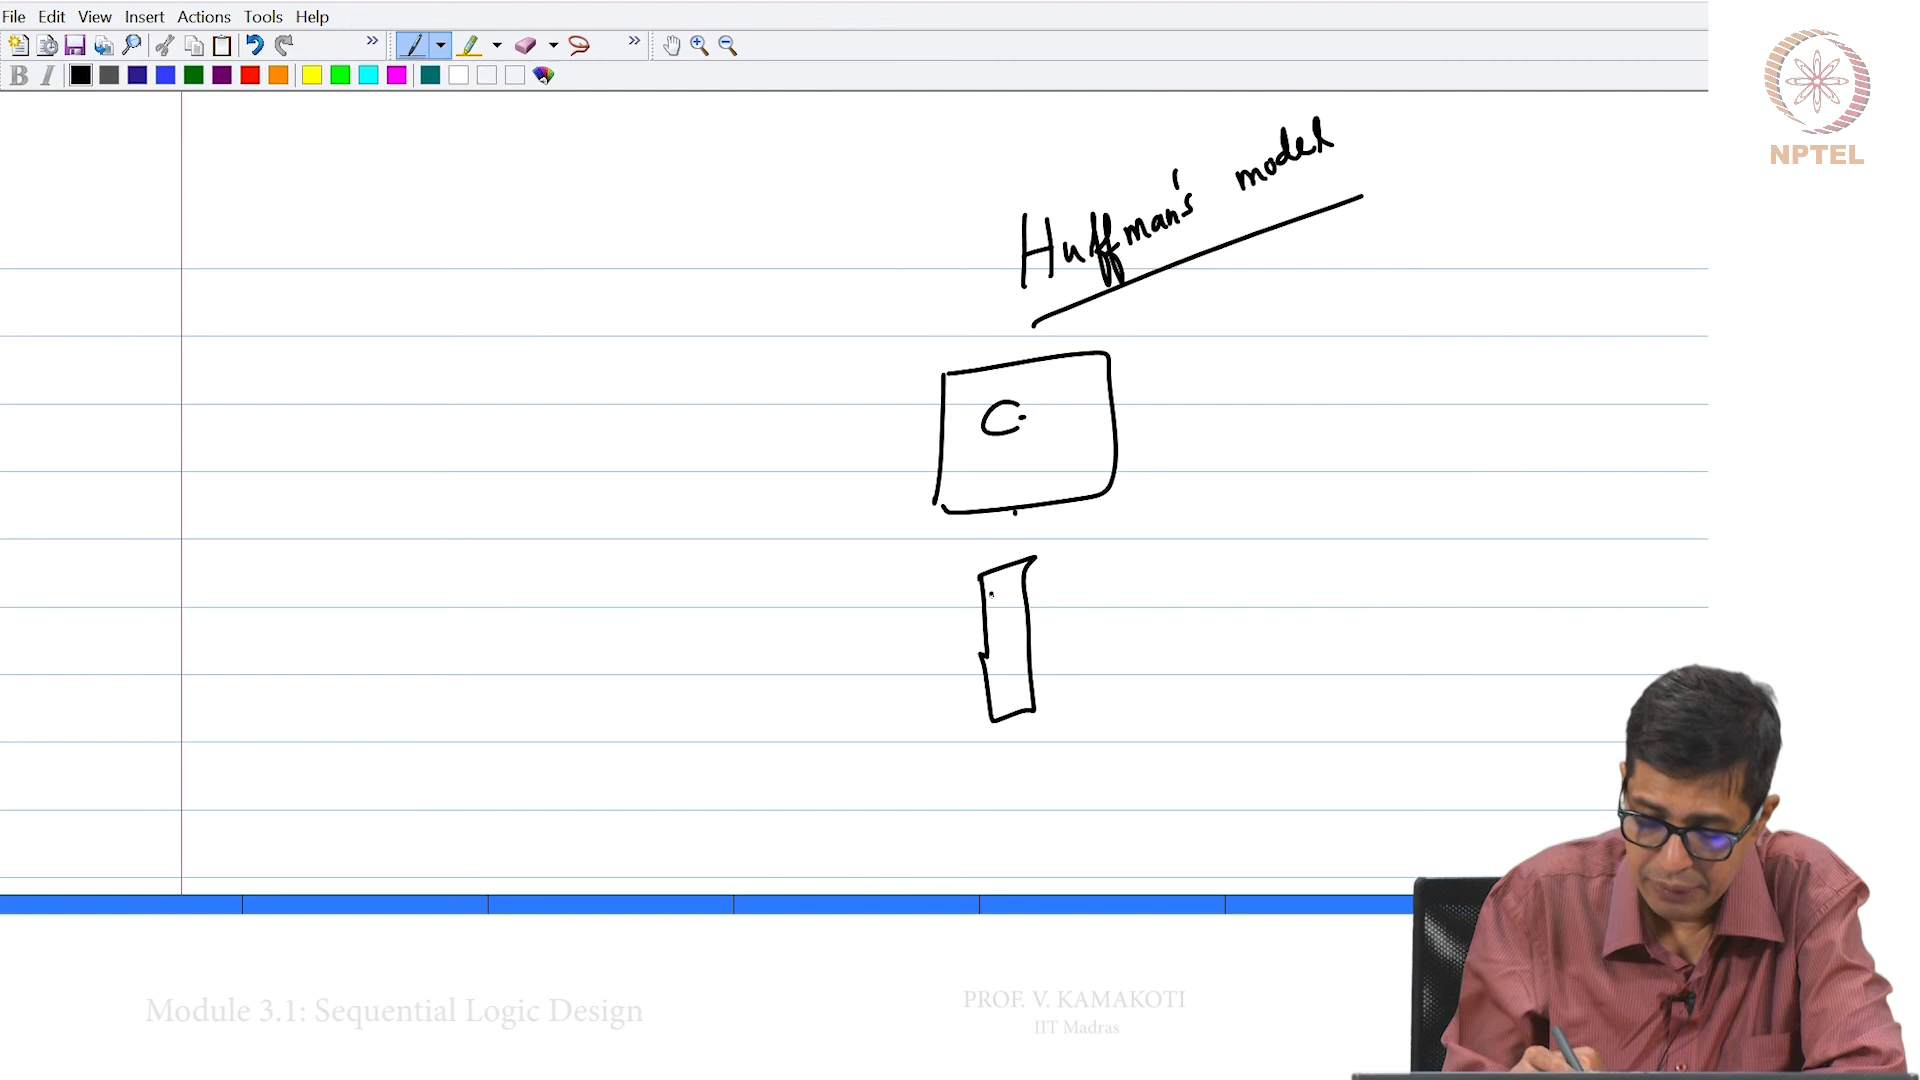 File Edit View Insert Actions Tools Help
B I
NPTEL
Huffman's model
C
Module 3.1: Sequential Logic Design
PROF. V. KAMAKOTI
IIT Madras